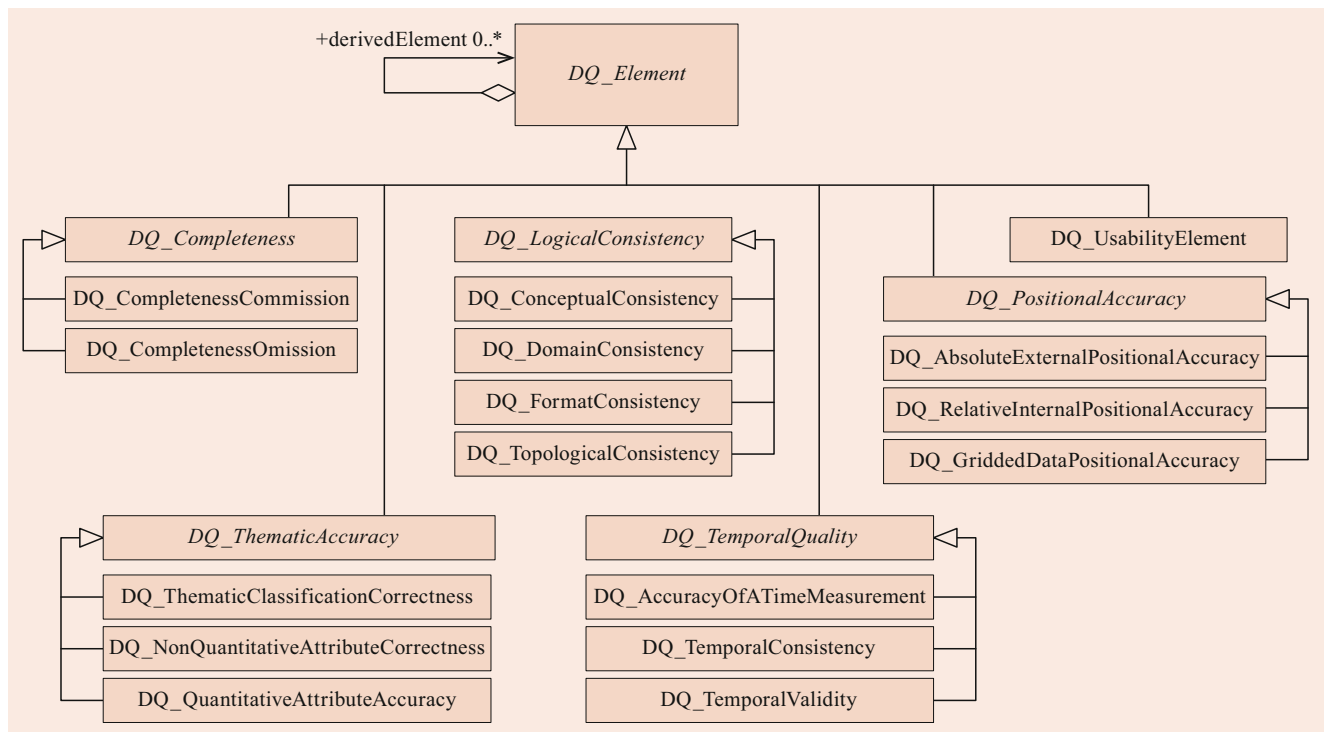 +derivedElement 0..*
DQ_Element
DQ_Completeness
DQ_CompletenessCommission
DQ_CompletenessOmission
DQ_LogicalConsistency
DQ_ConceptualConsistency
DQ_DomainConsistency
DQ_FormatConsistency
DQ_TopologicalConsistency
DQ_UsabilityElement
DQ_PositionalAccuracy
DQ_AbsoluteExternalPositionalAccuracy
DQ_RelativeInternalPositionalAccuracy
DQ_GriddedDataPositionalAccuracy
DQ_ThematicAccuracy
DQ_ThematicClassificationCorrectness
DQ_NonQuantitativeAttributeCorrectness
DQ_QuantitativeAttributeAccuracy
DQ_TemporalQuality
DQ_AccuracyOfATimeMeasurement
DQ_TemporalConsistency
DQ_TemporalValidity